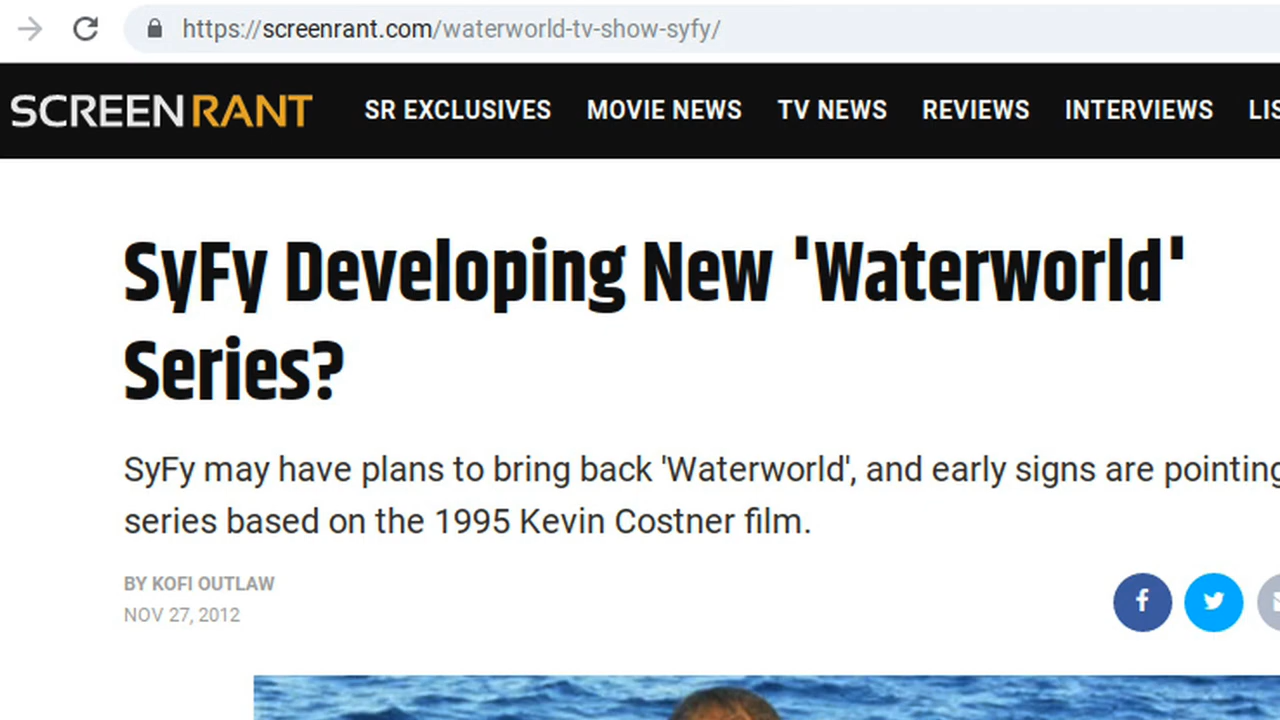 https://screenrant.com/waterworld-tv-show-syfy/
SCREENRANT SR EXCLUSIVES MOVIE NEWS TV NEWS REVIEWS INTERVIEWS LIS
SyFy Developing New 'Waterworld'
Series?
SyFy may have plans to bring back 'Waterworld', and early signs are pointing
series based on the 1995 Kevin Costner film.
BY KOFI OUTLAW
NOV 27, 2012